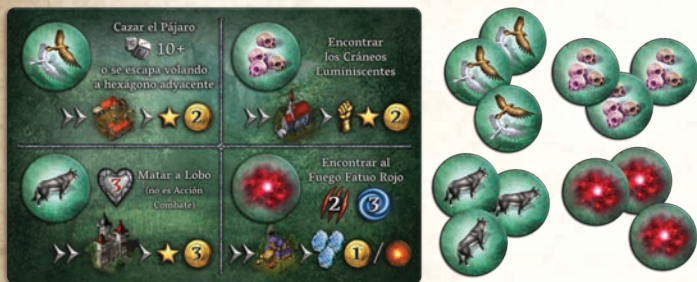 Cazar el Pájaro
10+
o se escapa volando
a hexágono adyacente
2
Encontrar
los Cráneos
Luminiscentes
2
3
Matar a Lobo
(no es Acción
Combate)
3
Encontrar al
Fuego Fatuo Rojo
2 3
1 /